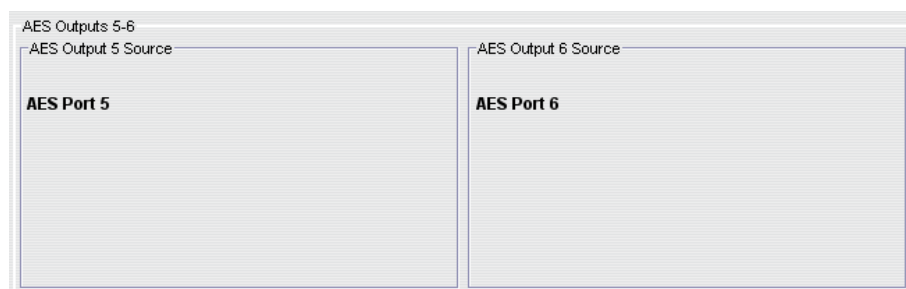 AES Outputs 5-6
AES Output 5 Source
AES Output 6 Source
AES Port 5
AES Port 6